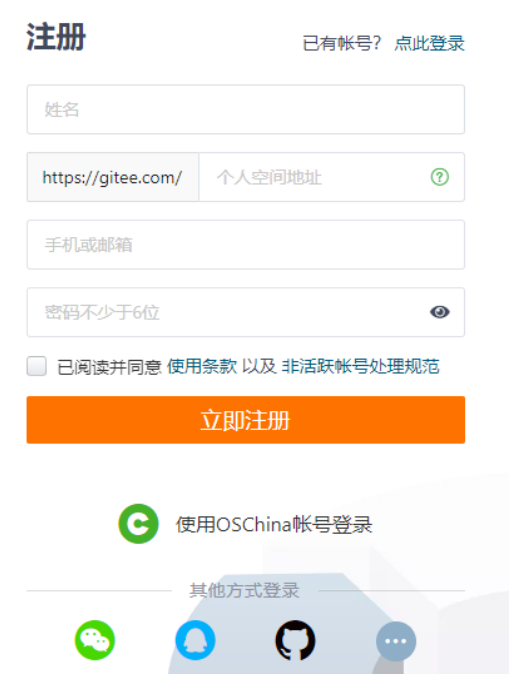 注册
已有帐号? 点此登录
姓名
https://gitee.com/ 个人空间地址
手机或邮箱
密码不少于6位
已阅读并同意 使用条款 以及 非活跃帐号处理规范
立即注册
使用OSChina帐号登录
其他方式登录